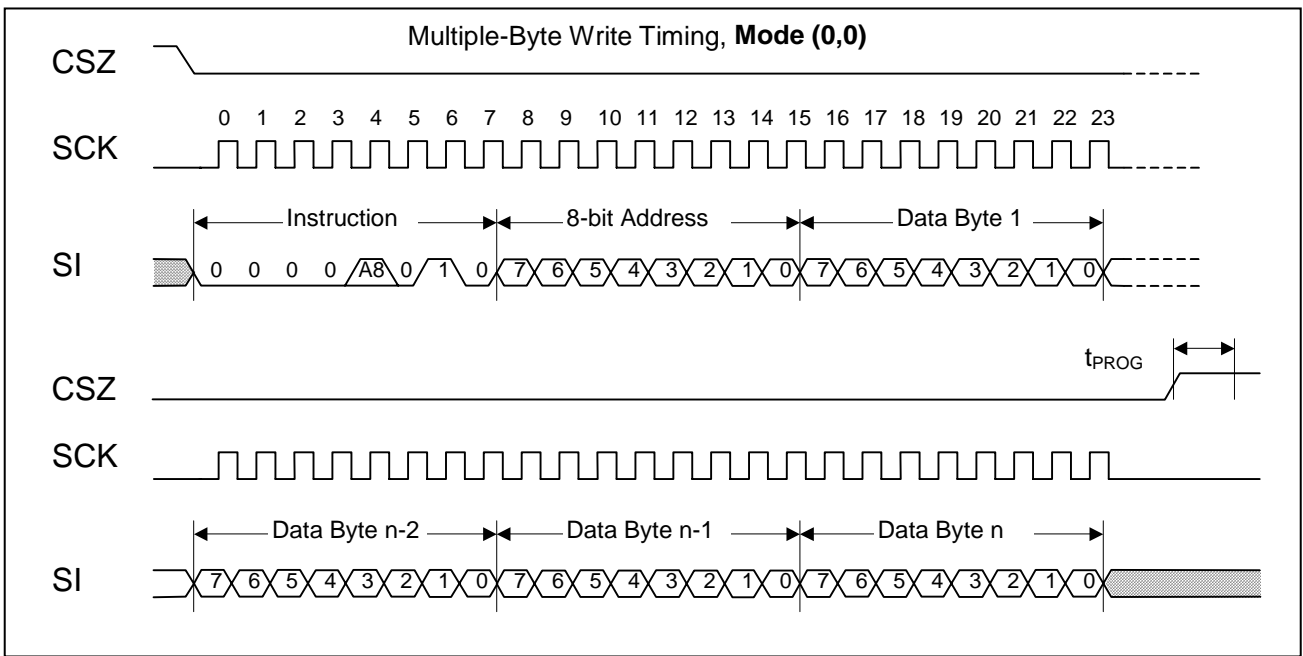 Multiple-Byte Write Timing, Mode (0,0)
CSZ
0 1 2 3 4 5 6 7 8 9 10 11 12 13 14 15 16 17 18 19 20 21 22 23
SCK
Instruction 8-bit Address Data Byte 1
SI 0 0 0 0 A8 0 1 0 7 6 5 4 3 2 1 0 7 6 5 4 3 2 1 0
tPROG
CSZ
SCK
Data Byte n-2 Data Byte n-1 Data Byte n
SI 7 6 5 4 3 2 1 0 7 6 5 4 3 2 1 0 7 6 5 4 3 2 1 0